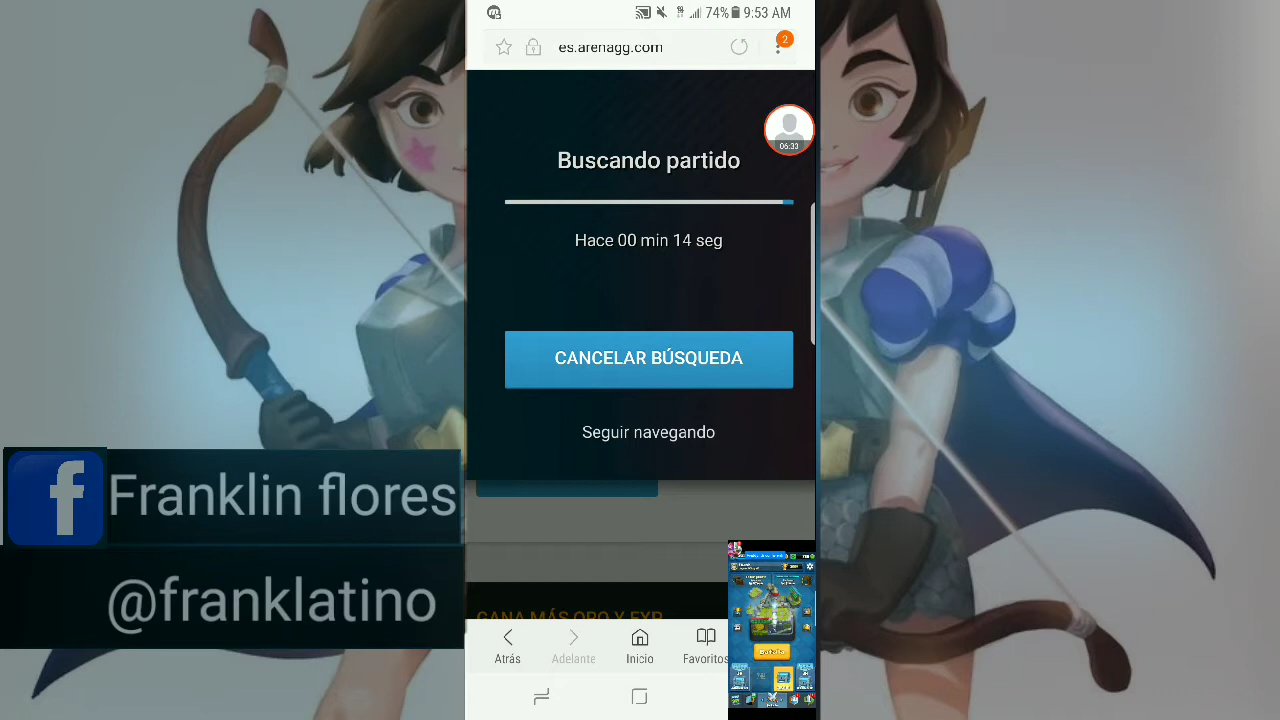 74% 9:53 AM
es.arenagg.com
2
06:33
Buscando partido
Hace 00 min 14 seg
CANCELAR BÚSQUEDA
Seguir navegando
f Franklin flores
@franklatino
GANA MÁS ORO Y EXP
Atrás Adelante Inicio Favoritos